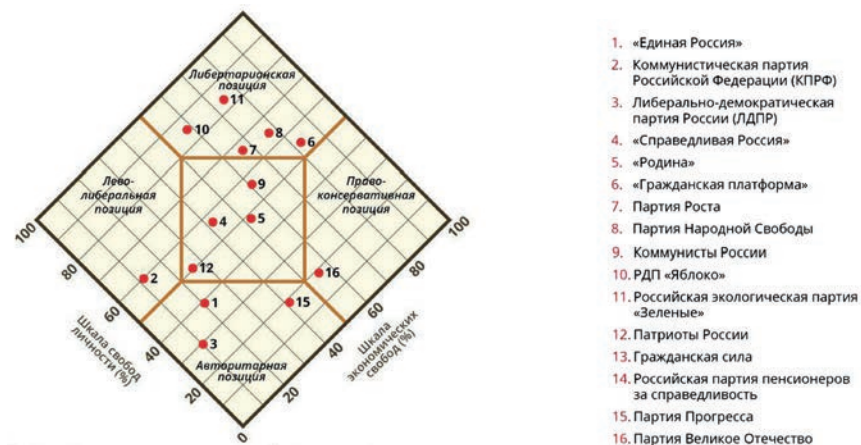 Либертарионская
позиция
11
10
8
6
7
Лево-
либеральная
позиция
9
Право-
консервативная
позиция
4
5
100
100
80
80
12
16
2
60
60
1
15
40
40
3
Шкала свобод
личности (%)
Шкала
экономических
свобод (%)
Авторитарная
позиция
20
20
0
1. «Единая Россия»
2. Коммунистическая партия
Российской Федерации (КПРФ)
3. Либерально-демократическая
партия России (ЛДПР)
4. «Справедливая Россия»
5. «Родина»
6. «Гражданская платформа»
7. Партия Роста
8. Партия Народной Свободы
9. Коммунисты России
10. РДП «Яблоко»
11. Российская экологическая партия
«Зеленые»
12. Патриоты России
13. Гражданская сила
14. Российская партия пенсионеров
за справедливость
15. Партия Прогресса
16. Партия Великое Отечество